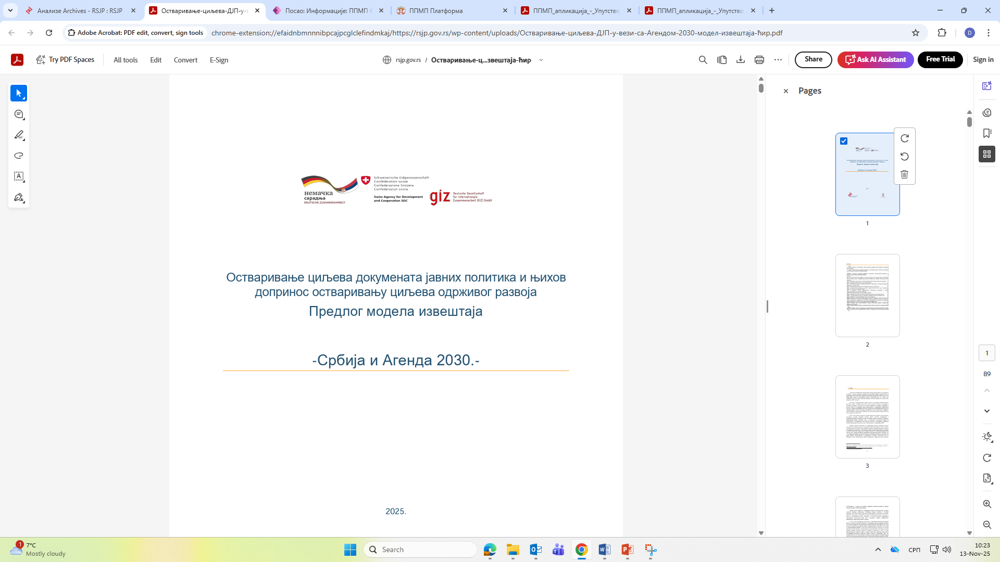 Анализе Archives - RSJP : RSJP
Остваривање-циљева-ДЈП-у-в
Посао: Информације: ППМП
ППМП Платформа
ППМП_апликација_-_Упутство
ППМП_апликација_-_Упутство
Adobe Acrobat: PDF edit, convert, sign tools
chrome-extension://efaidnbmnnnibpcajpcglclefindmkaj/https://rsjp.gov.rs/wp-content/uploads/Остваривање-циљева-ДЈП-у-вези-са-Агендом-2030-модел-извештаја-ћир.pdf
D
Try PDF Spaces
All tools
Edit
Convert
E-Sign
rsjp.gov.rs / Остваривање-ц...звештаја-ћир
Share
Ask AI Assistant
Free Trial
Sign in
Pages
немачка
сарадња
DEUTSCHE ZUSAMMENARBEIT
Schweizerische Eidgenossenschaft
Confédération suisse
Confederazione Svizzera
Confederaziun svizra
Swiss Agency for Development
and Cooperation SDC
giz
Deutsche Gesellschaft
für Internationale
Zusammenarbeit (GIZ) GmbH
Остваривање циљева докумената јавних политика и њихов
допринос остваривању циљева одрживог развоја
Предлог модела извештаја
-Србија и Агенда 2030.-
2025.
1
2
3
1
89
1
7°C
Mostly cloudy
Search
СРП
10:23
13-Nov-25